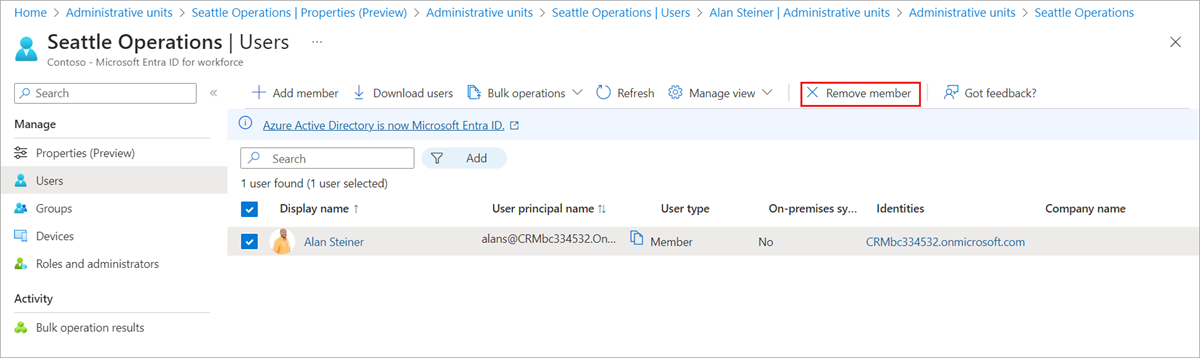 Home > Administrative units > Seattle Operations | Properties (Preview) > Administrative units > Seattle Operations | Users > Alan Steiner | Administrative units > Administrative units > Seattle Operations
Seattle Operations | Users ...
Contoso - Microsoft Entra ID for workforce
Search «
Add member Download users Bulk operations Refresh Manage view Remove member Got feedback?
Manage
Properties (Preview)
Users
Groups
Devices
Roles and administrators
Activity
Bulk operation results
Azure Active Directory is now Microsoft Entra ID.
Search Add
1 user found (1 user selected)
Display name ↑ User principal name ↑↓ User type On-premises sy... Identities Company name
Alan Steiner alans@CRMbc334532.On... Member No CRMbc334532.onmicrosoft.com